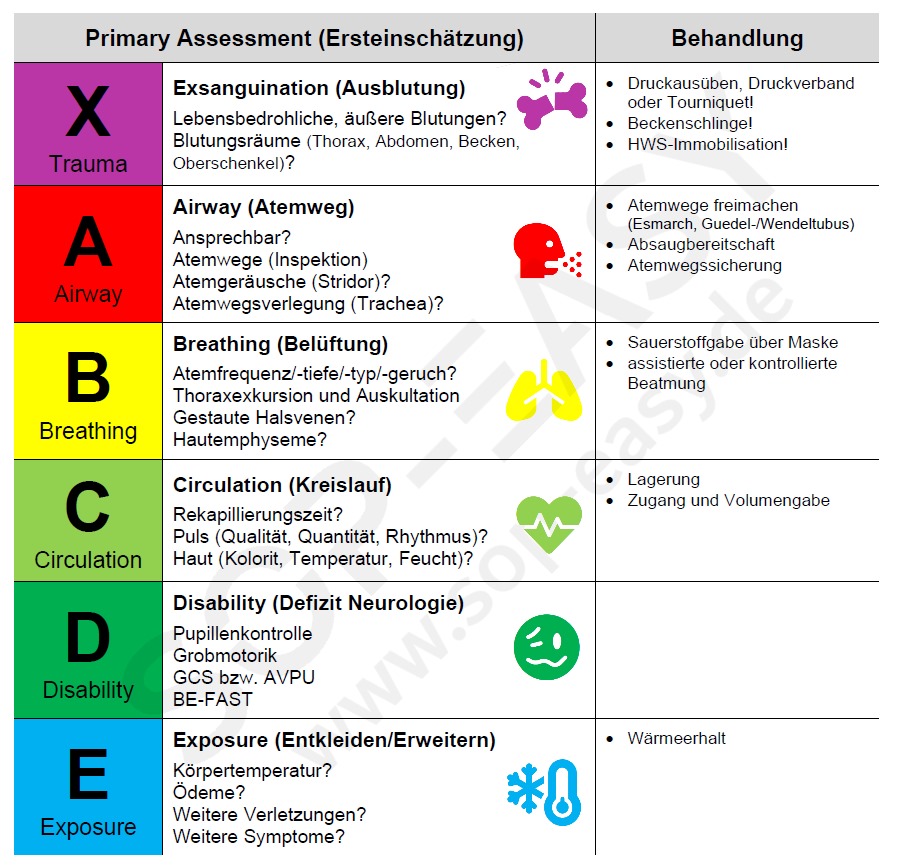 Primary Assessment (Ersteinschätzung)
Behandlung
X
Trauma
Exsanguination (Ausblutung)
Lebensbedrohliche, äußere Blutungen?
Blutungsräume (Thorax, Abdomen, Becken,
Oberschenkel)?
• Druckausüben, Druckverband
oder Tourniquet!
• Beckenschlinge!
• HWS-Immobilisation!
A
Airway
Airway (Atemweg)
Ansprechbar?
Atemwege (Inspektion)
Atemgeräusche (Stridor)?
Atemwegsverlegung (Trachea)?
• Atemwege freimachen
(Esmarch, Guedel-/Wendeltubus)
• Absaugbereitschaft
• Atemwegssicherung
B
Breathing
Breathing (Belüftung)
Atemfrequenz/-tiefe/-typ/-geruch?
Thoraxexkursion und Auskultation
Gestaute Halsvenen?
Hautemphyseme?
• Sauerstoffgabe über Maske
• assistierte oder kontrollierte
Beatmung
C
Circulation
Circulation (Kreislauf)
Rekapillierungszeit?
Puls (Qualität, Quantität, Rhythmus)?
Haut (Kolorit, Temperatur, Feucht)?
• Lagerung
• Zugang und Volumengabe
D
Disability
Disability (Defizit Neurologie)
Pupillenkontrolle
Grobmotorik
GCS bzw. AVPU
BE-FAST
E
Exposure
Exposure (Entkleiden/Erweitern)
Körpertemperatur?
Ödeme?
Weitere Verletzungen?
Weitere Symptome?
• Wärmeerhalt
SOP-EASY
www.sop-easy.de